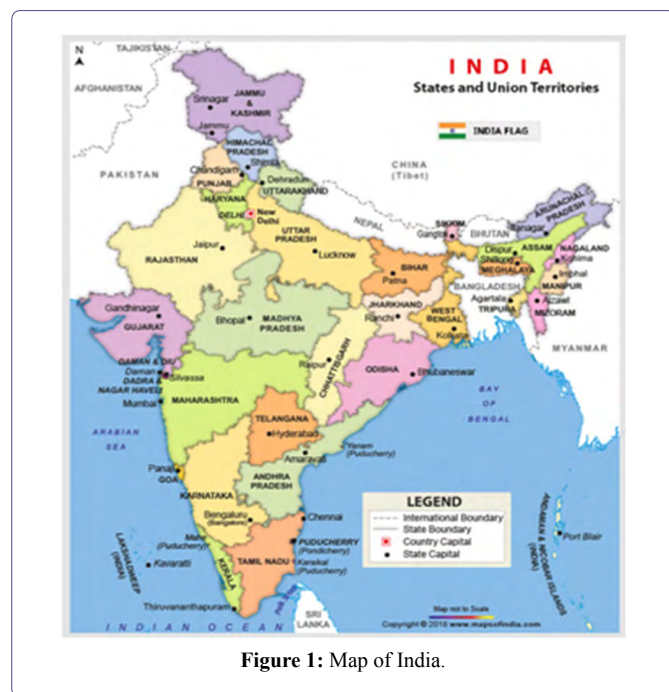 N
INDIA
States and Union Territories
INDIA FLAG
TAJIKISTAN
AFGHANISTAN
PAKISTAN
CHINA
(Tibet)
NEPAL
BHUTAN
BANGLADESH
MYANMAR
SRI
LANKA
JAMMU
&
KASHMIR
Srinagar
Jammu
HIMACHAL
PRADESH
Shimla
Chandigarh
PUNJAB
Dehradun
UTTARAKHAND
HARYANA
DELHI
New
Delhi
RAJASTHAN
Jaipur
UTTAR
PRADESH
Lucknow
BIHAR
Patna
SIKKIM
Gangtok
ARUNACHAL
PRADESH
Itanagar
ASSAM
Dispur
NAGALAND
Kohima
Shillong
MEGHALAYA
MANIPUR
Imphal
Agartala
TRIPURA
Aizawl
MIZORAM
Gandhinagar
GUJARAT
Bhopal
MADHYA
PRADESH
JHARKHAND
Ranchi
WEST
BENGAL
Kolkata
CHHATTISGARH
Raipur
ODISHA
Bhubaneswar
DAMAN & DIU
Daman
DADRA &
NAGAR HAVELI
Silvassa
Mumbai
MAHARASHTRA
TELANGANA
Hyderabad
Yanam
(Puducherry)
Amaravati
ANDHRA
PRADESH
Panaji
GOA
KARNATAKA
Bengaluru
(Bangalore)
Chennai
Mahe
(Puducherry)
PUDUCHERRY
(Pondicherry)
Karaikal
(Puducherry)
TAMIL NADU
KERALA
Thiruvananthapuram
LAKSHADWEEP
(INDIA)
Kavaratti
ANDAMAN & NICOBAR ISLANDS
(INDIA)
Port Blair
ARABIAN
SEA
BAY
OF
BENGAL
INDIAN OCEAN
LEGEND
International Boundary
State Boundary
Country Capital
State Capital
Map not to Scale
Copyright © 2018 www.mapsofindia.com
Figure 1: Map of India.